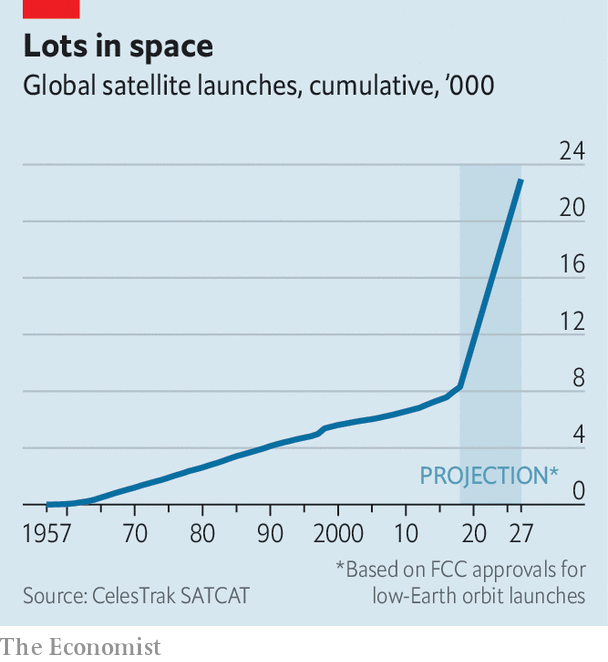 Lots in space
Global satellite launches, cumulative, ’000
24
20
16
12
8
4
PROJECTION*
0
1957 70 80 90 2000 10 20 27
*Based on FCC approvals for
Source: CelesTrak SATCAT low-Earth orbit launches
The Economist